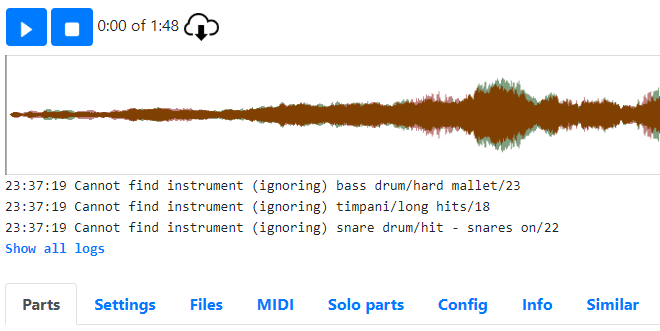 0:00 of 1:48
23:37:19 Cannot find instrument (ignoring) bass drum/hard mallet/23
23:37:19 Cannot find instrument (ignoring) timpani/long hits/18
23:37:19 Cannot find instrument (ignoring) snare drum/hit - snares on/22
Show all logs
Parts Settings Files MIDI Solo parts Config Info Similar